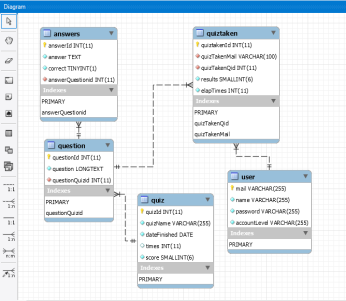 Diagram
answers
answerId INT(11)
answer TEXT
correct TINYINT(1)
answerQuestionid INT(11)
Indexes
PRIMARY
answerQuestionid
quiztaken
quiztakenId INT(11)
quizTakenMail VARCHAR(100)
quizTakenQid INT(11)
results SMALLINT(6)
elapTimes INT(11)
Indexes
PRIMARY
quizTakenQid
quizTakenMail
question
questionId INT(11)
question LONGTEXT
questionQuizid INT(11)
Indexes
PRIMARY
questionQuizid
quiz
quizId INT(11)
quizName VARCHAR(255)
dateFinished DATE
times INT(11)
score SMALLINT(6)
Indexes
PRIMARY
user
mail VARCHAR(255)
name VARCHAR(255)
password VARCHAR(255)
accountLevel VARCHAR(255)
Indexes
PRIMARY
1:1
1:n
1:1
1:n
n:m
1:n